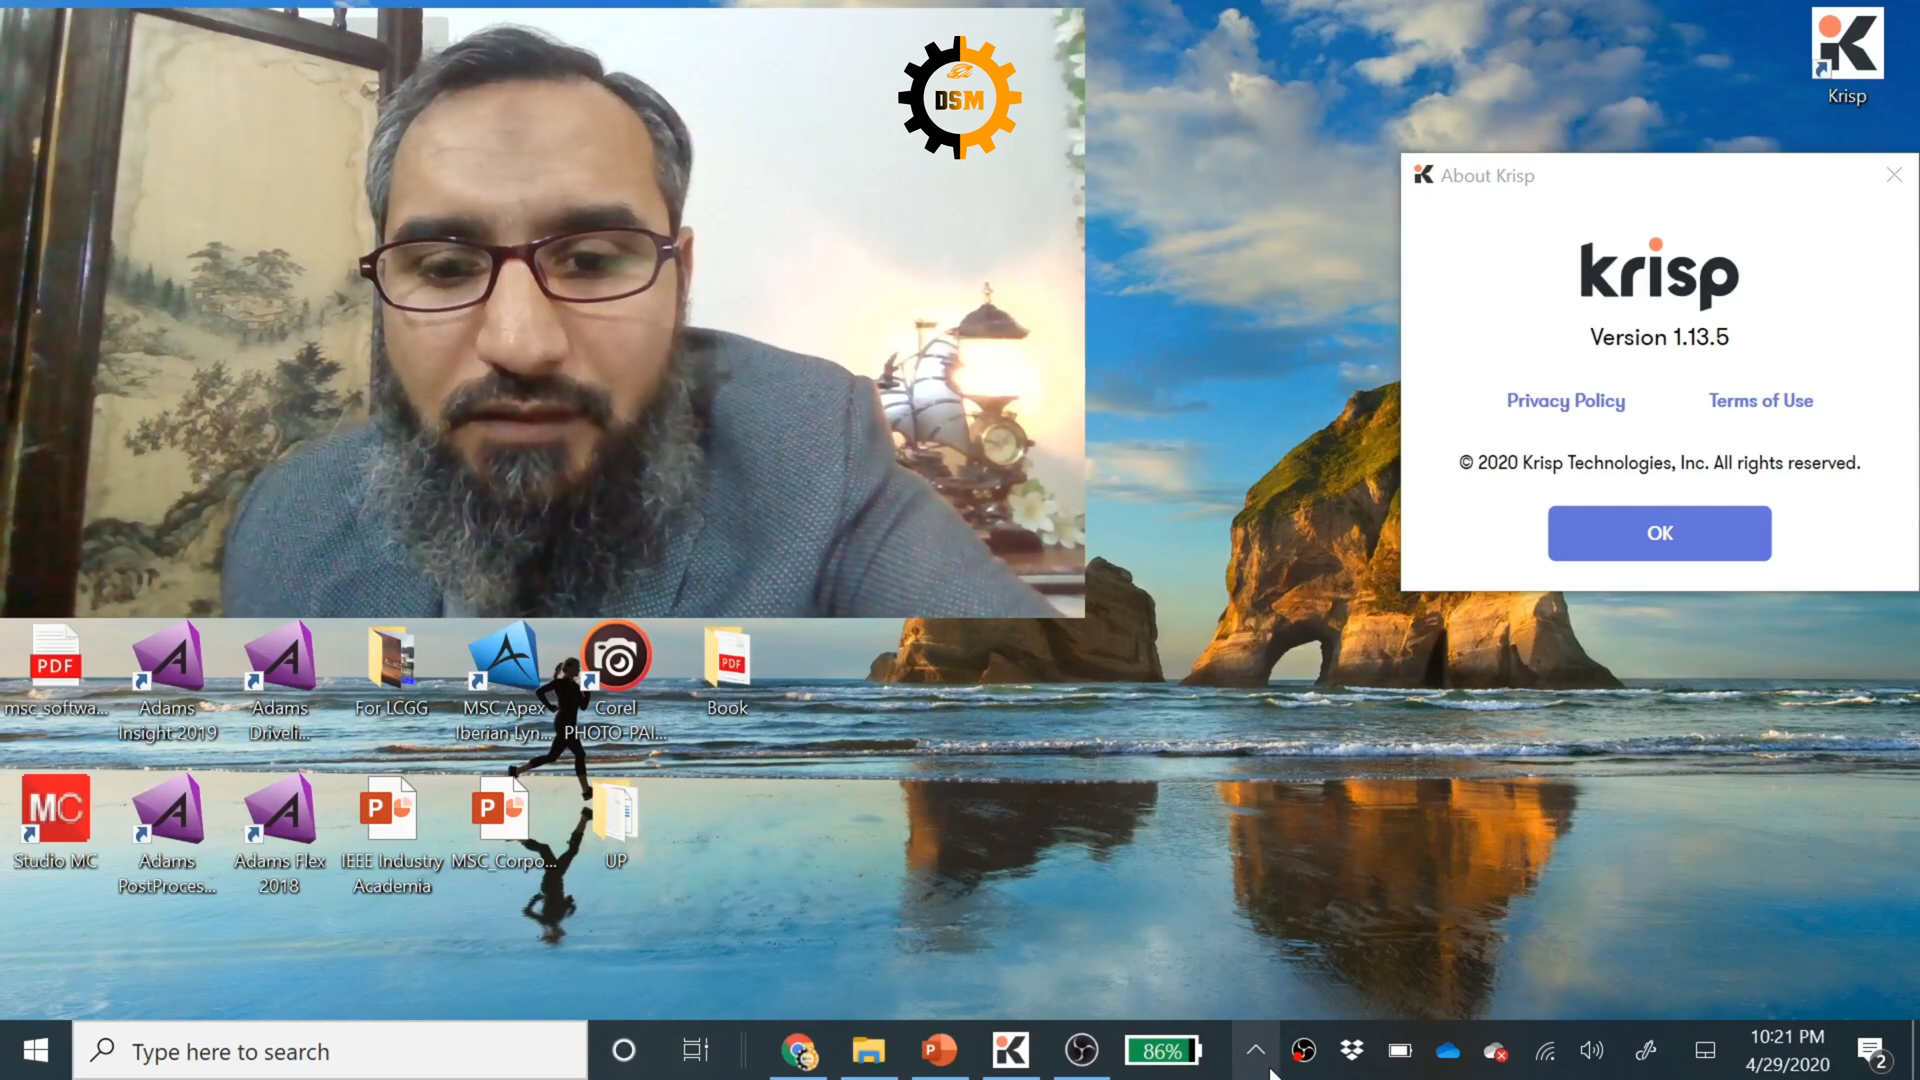 DSM
Krisp
About Krisp
krisp
Version 1.13.5
Privacy Policy
Terms of Use
© 2020 Krisp Technologies, Inc. All rights reserved.
OK
PDF
PDF
msc_softwa...
Adams
Insight 2019
Adams
Driveli...
For LCGG
MSC Apex
Iberian Lyn...
Corel
PHOTO-PAI...
Book
MC
Studio MC
Adams
PostProces...
Adams Flex
2018
IEEE Industry
Academia
MSC_Corpo...
UP
Type here to search
86%
10:21 PM
4/29/2020
2